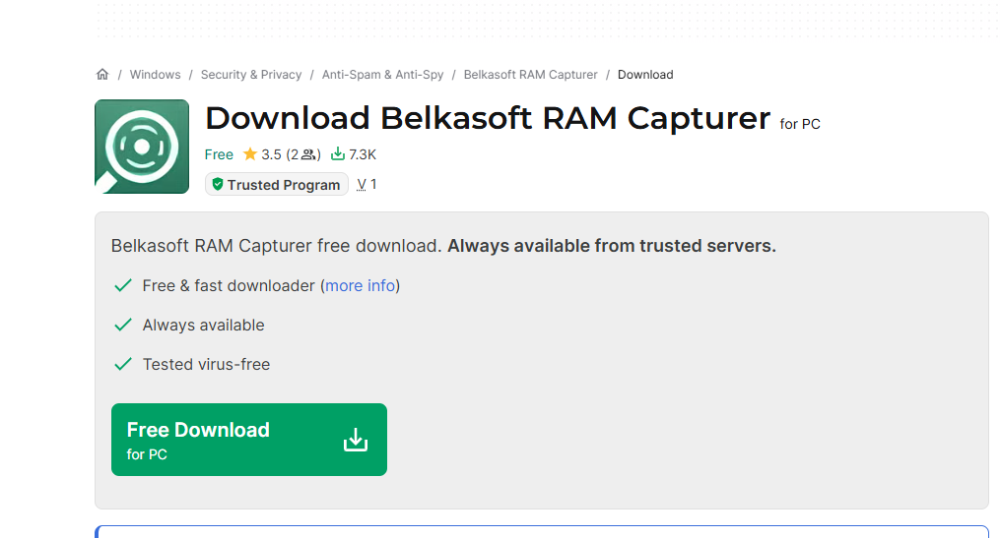 / Windows / Security & Privacy / Anti-Spam & Anti-Spy / Belkasoft RAM Capturer / Download
Download Belkasoft RAM Capturer for PC
Free 3.5 (2) 7.3K
Trusted Program V 1
Belkasoft RAM Capturer free download. Always available from trusted servers.
Free & fast downloader (more info)
Always available
Tested virus-free
Free Download
for PC